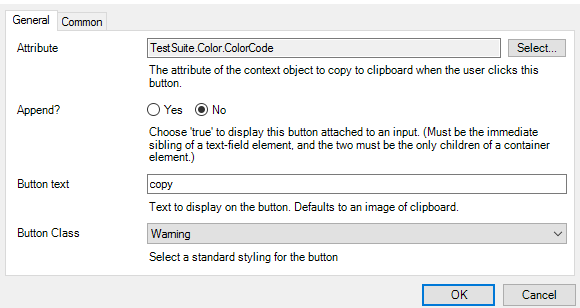 General Common
Attribute TestSuite.Color.ColorCode Select...
The attribute of the context object to copy to clipboard when the user clicks this
button.
Append? Yes No
Choose 'true' to display this button attached to an input. (Must be the immediate
sibling of a text-field element, and the two must be the only children of a container
element.)
Button text copy
Text to display on the button. Defaults to an image of clipboard.
Button Class Warning
Select a standard styling for the button
OK Cancel